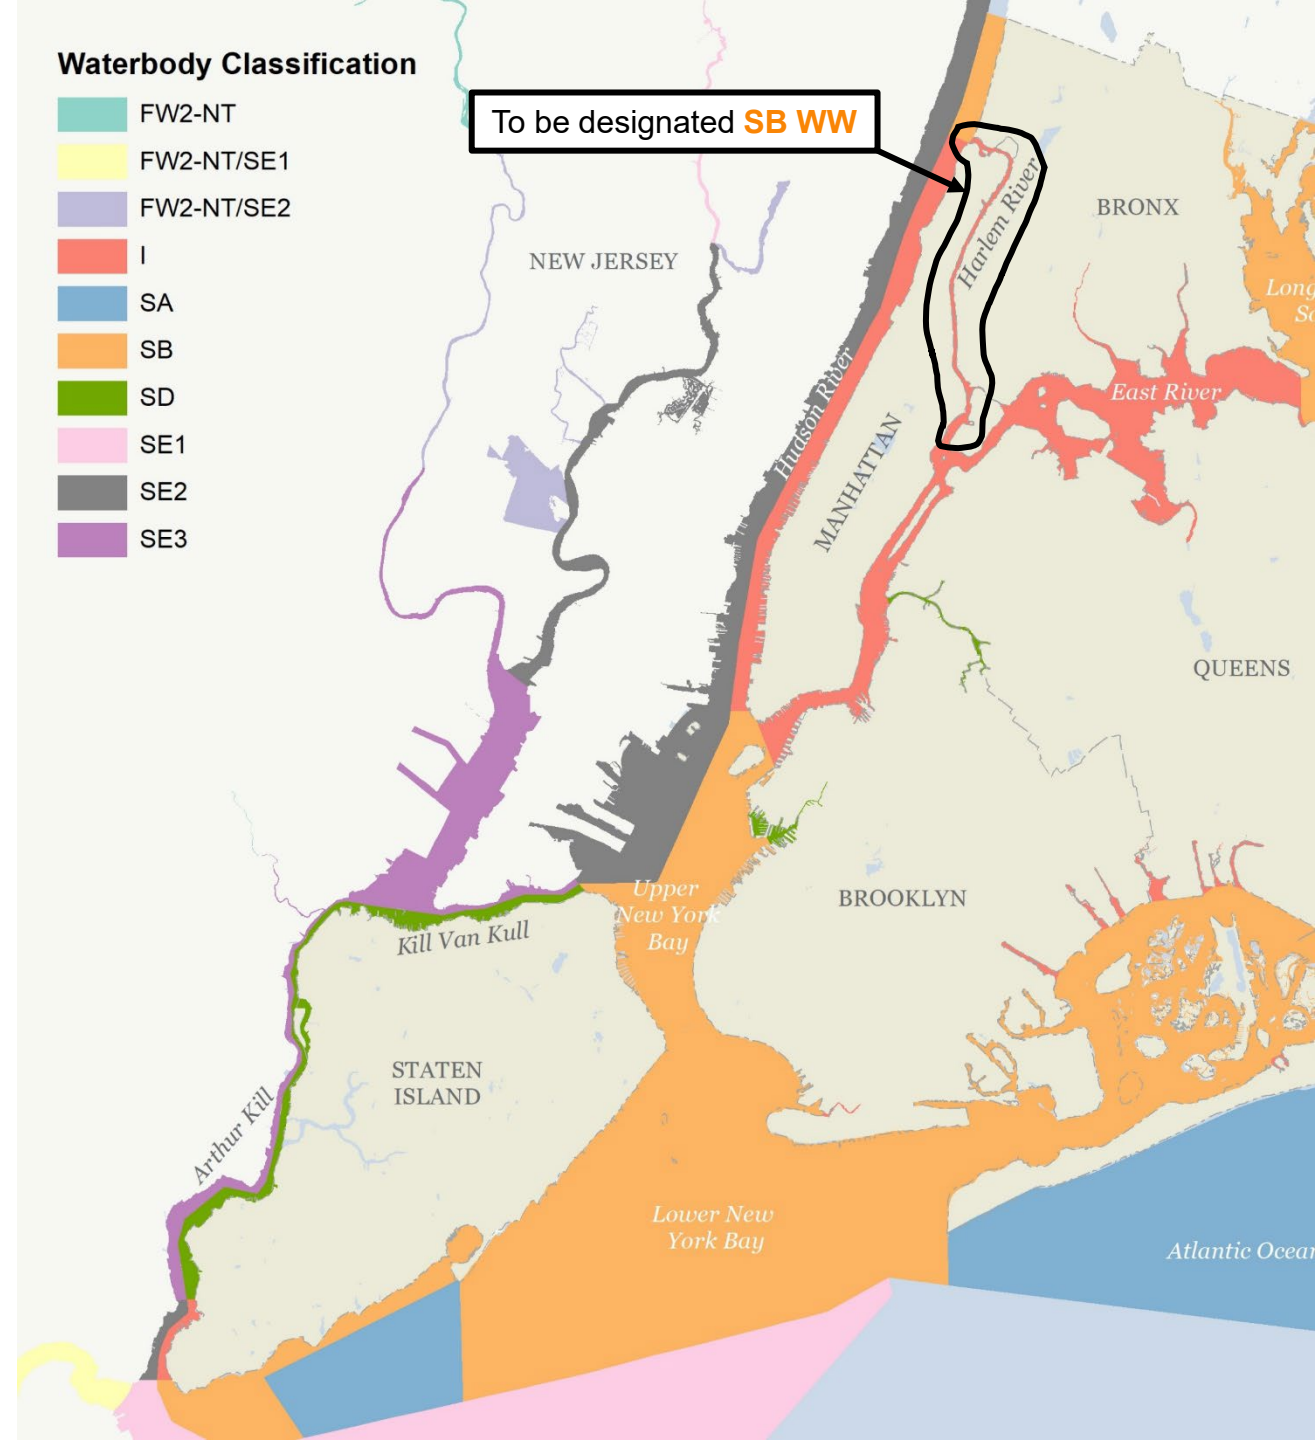 Waterbody Classification
FW2-NT
FW2-NT/SE1
FW2-NT/SE2
I
SA
SB
SD
SE1
SE2
SE3
To be designated SB WW
NEW JERSEY
BRONX
Harlem River
Long
So
East River
Hudson River
MANHATTAN
QUEENS
Upper
New York
Bay
BROOKLYN
Kill Van Kull
STATEN
ISLAND
Arthur Kill
Lower New
York Bay
Atlantic Ocean